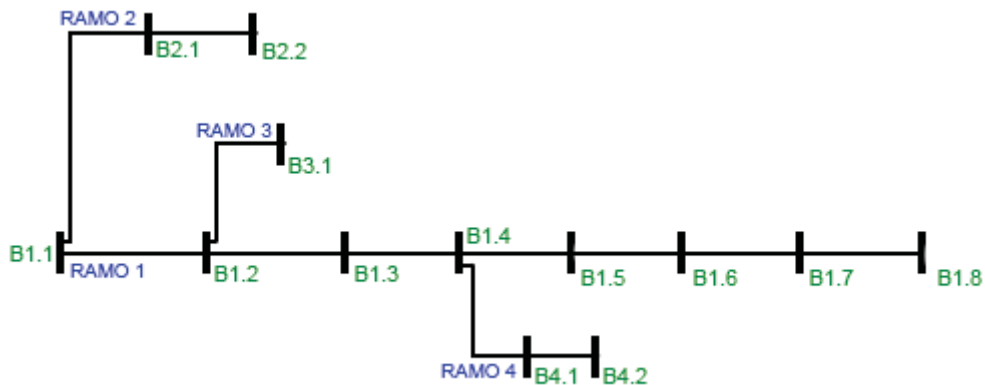 RAMO 2
B2.1
B2.2
RAMO 3
B3.1
B1.1
RAMO 1
B1.2
B1.3
B1.4
B1.5
B1.6
B1.7
B1.8
RAMO 4
B4.1
B4.2